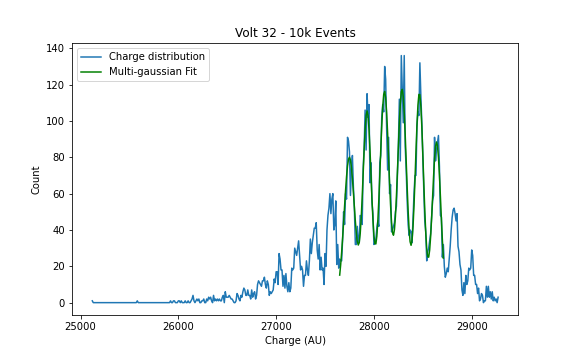 Volt 32 - 10k Events
Charge distribution
Multi-gaussian Fit
140
120
100
80
60
40
20
0
Count
25000 26000 27000 28000 29000
Charge (AU)